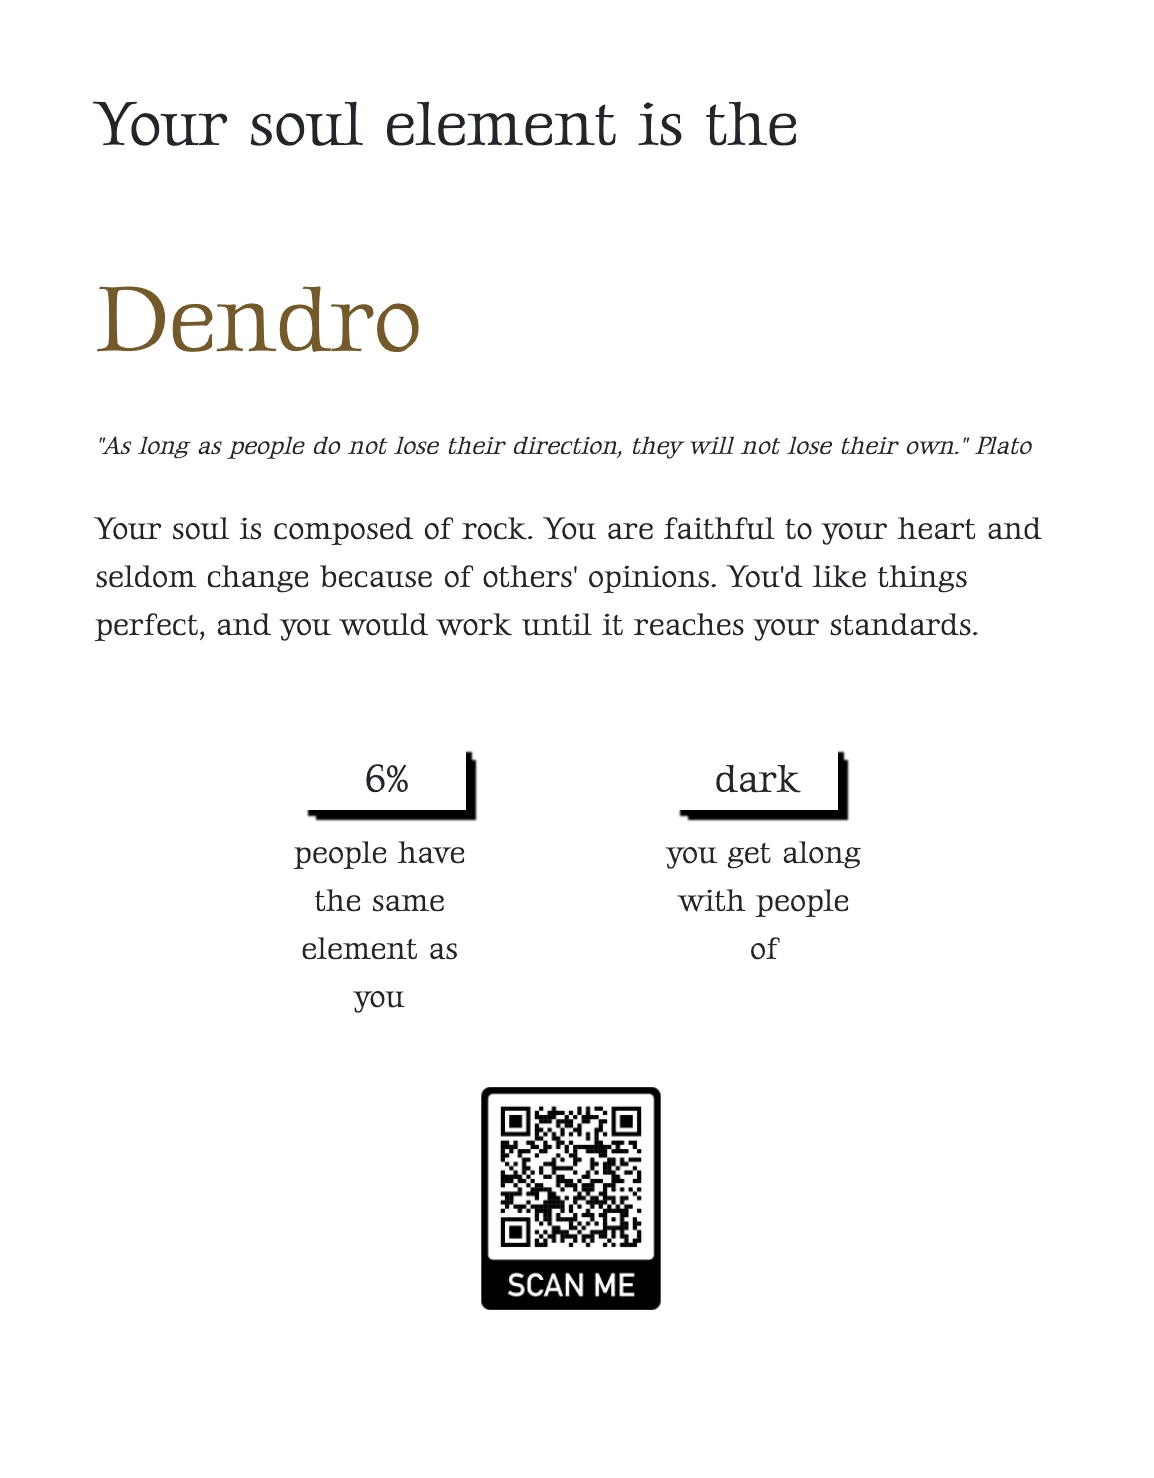 Your soul element is the
Dendro
"As long as people do not lose their direction, they will not lose their own." Plato
Your soul is composed of rock. You are faithful to your heart and
seldom change because of others' opinions. You'd like things
perfect, and you would work until it reaches your standards.
6%
people have
the same
element as
you
dark
you get along
with people
of
SCAN ME